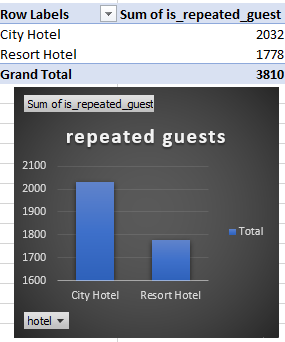 Row Labels Sum of is_repeated_guest
City Hotel 2032
Resort Hotel 1778
Grand Total 3810
Sum of is_repeated_guest
repeated guests
2100
2000
1900
1800
1700
1600
Total
City Hotel Resort Hotel
hotel